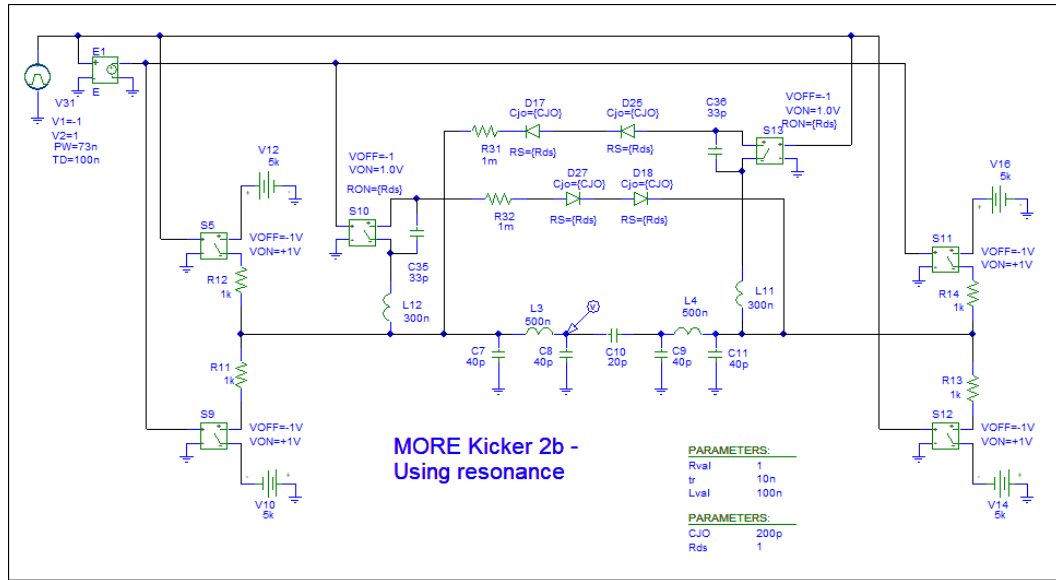 E1
E
V31
V1=-1
V2=1
PW=73n
TD=100n
V12
5k
S5
VOFF=-1V
VON=+1V
R12
1k
R11
1k
S9
VOFF=-1V
VON=+1V
V10
5k
VOFF=-1
VON=1.0V
RON={Rds}
S10
C35
33p
L12
300n
D17
Cjo={CJO}
RS={Rds}
R31
1m
D25
Cjo={CJO}
RS={Rds}
C36
33p
VOFF=-1
VON=1.0V
RON={Rds}
S13
D27
Cjo={CJO}
RS={Rds}
R32
1m
D18
Cjo={CJO}
RS={Rds}
L11
300n
L3
500n
V
L4
500n
C7
40p
C8
40p
C10
20p
C9
40p
C11
40p
V16
5k
S11
VOFF=-1V
VON=+1V
R14
1k
R13
1k
S12
VOFF=-1V
VON=+1V
V14
5k
MORE Kicker 2b -
Using resonance
PARAMETERS:
Rval 1
tr 10n
Lval 100n
PARAMETERS:
CJO 200p
Rds 1